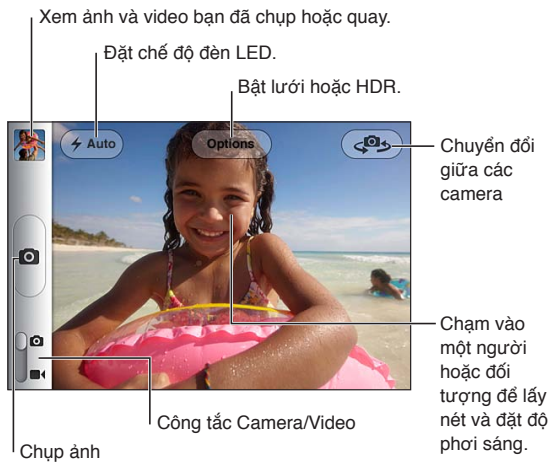 Xem ảnh và video bạn đã chụp hoặc quay.
Đặt chế độ đèn LED.
Bật lưới hoặc HDR.
Auto
Options
Chuyển đổi
giữa các
camera
Chạm vào
một người
hoặc đối
tượng để lấy
nét và đặt độ
phơi sáng.
Công tắc Camera/Video
Chụp ảnh